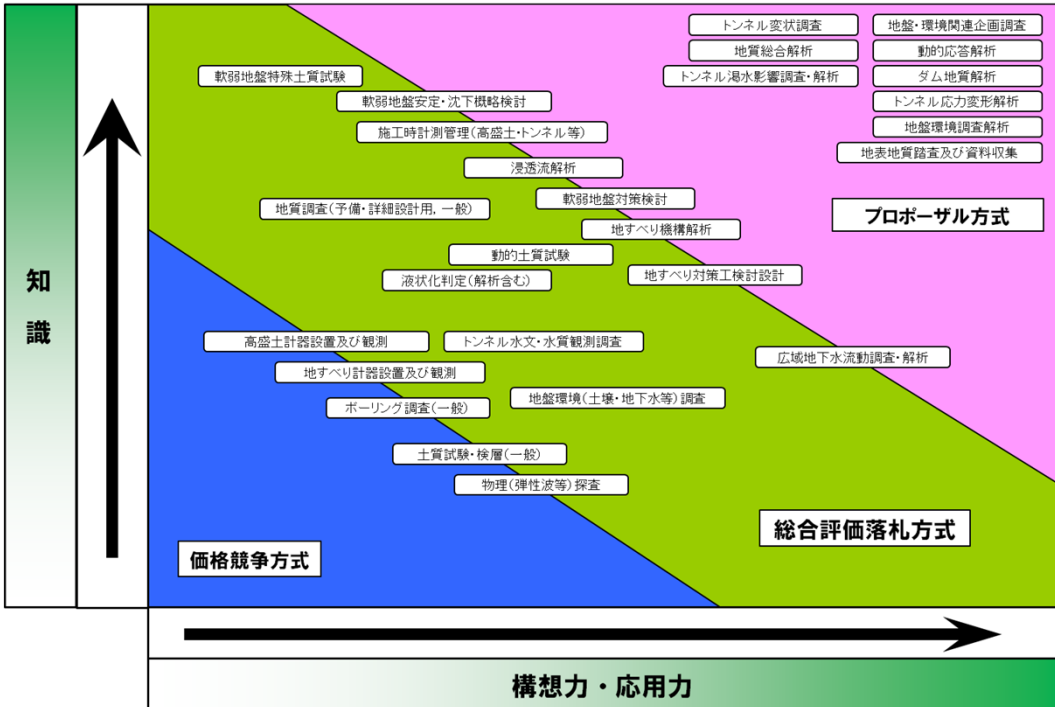 トンネル変状調査
地盤・環境関連企画調査
地質総合解析
動的応答解析
軟弱地盤特殊土質試験
トンネル渇水影響調査・解析
ダム地質解析
軟弱地盤安定・沈下概略検討
トンネル応力変形解析
施工時計測管理(高盛土・トンネル等)
地盤環境調査解析
地表地質踏査及び資料収集
浸透流解析
軟弱地盤対策検討
地質調査(予備・詳細設計用, 一般)
プロポーザル方式
地すべり機構解析
動的土質試験
液状化判定(解析含む)
地すべり対策工検討設計
知
識
高盛土計器設置及び観測
トンネル水文・水質観測調査
広域地下水流動調査・解析
地すべり計器設置及び観測
ボーリング調査(一般)
地盤環境(土壌・地下水等)調査
土質試験・検層(一般)
物理(弾性波等)探査
総合評価落札方式
価格競争方式
構想力・応用力